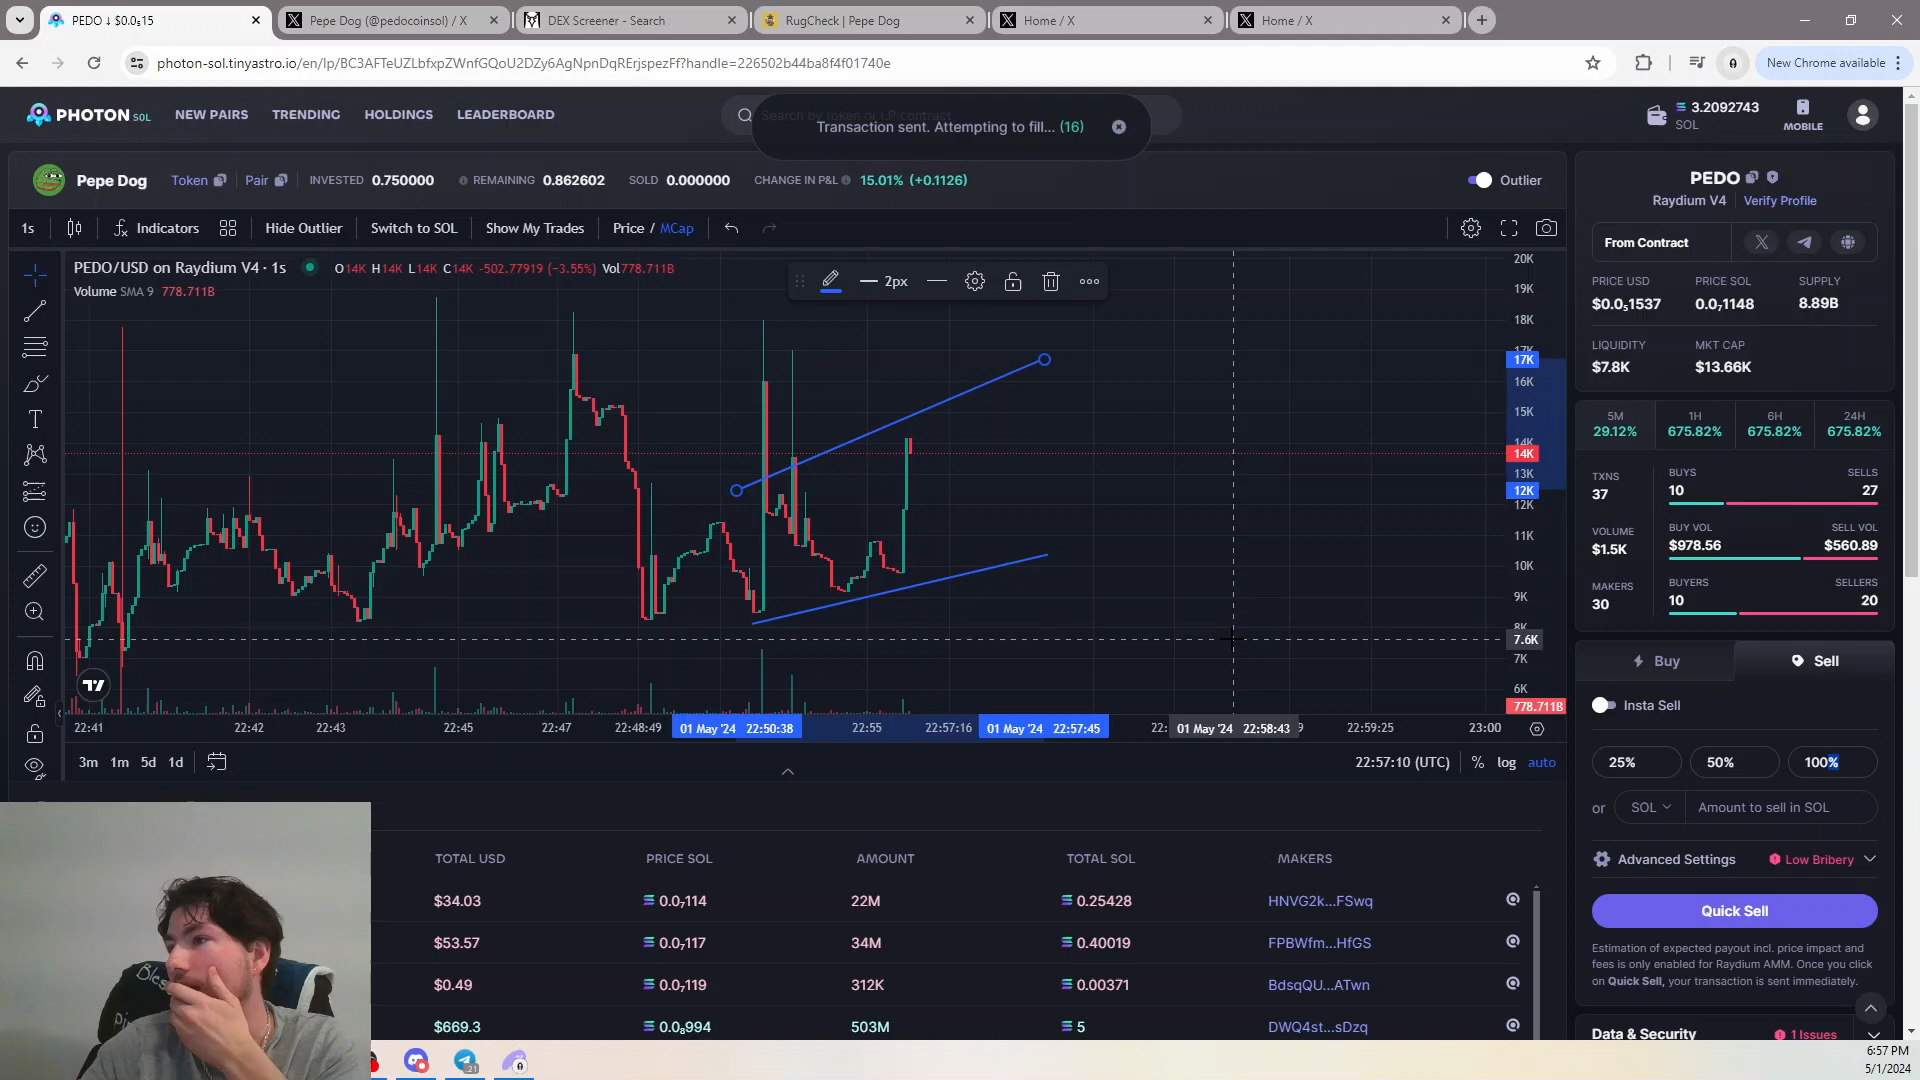 PEDO ↓ $0.0₅15
Pepe Dog (@pedocoinsol) / X
DEX Screener - Search
RugCheck | Pepe Dog
Home / X
Home / X
photon-sol.tinyastro.io/en/lp/BC3AFTeUZLbfxpZWnfGQoU2DZy6AgNpnDqRErjspezFf?handle=226502b44ba8f4f01740e
New Chrome available
PHOTON SOL
NEW PAIRS
TRENDING
HOLDINGS
LEADERBOARD
Transaction sent. Attempting to fill... (16)
3.2092743
SOL
MOBILE
Pepe Dog
Token
Pair
INVESTED 0.750000
REMAINING 0.862602
SOLD 0.000000
CHANGE IN P&L 15.01% (+0.1126)
Outlier
1s
Indicators
Hide Outlier
Switch to SOL
Show My Trades
Price / MCap
PEDO/USD on Raydium V4 · 1s
O14K H14K L14K C14K -502.77919 (−3.55%) Vol778.711B
Volume SMA 9 778.711B
2px
20K
19K
18K
17K
17K
16K
15K
14K
14K
13K
12K
12K
11K
10K
9K
8K
7.6K
7K
6K
778.711B
22:41
22:42
22:43
22:45
22:47
22:48:49
01 May '24 22:50:38
22:55
22:57:16
01 May '24 22:57:45
22:
01 May '24 22:58:43
9
22:59:25
23:00
3m 1m 5d 1d
22:57:10 (UTC)
% log auto
TOTAL USD
PRICE SOL
AMOUNT
TOTAL SOL
MAKERS
$34.03 0.0₇114 22M 0.25428 HNVG2k...FSwq
$53.57 0.0₇117 34M 0.40019 FPBWfm...HfGS
$0.49 0.0₇119 312K 0.00371 BdsqQU...ATwn
$669.3 0.0₈994 503M 5 DWQ4st...sDzq
PEDO
Raydium V4 Verify Profile
From Contract
PRICE USD PRICE SOL SUPPLY
$0.0₅1537 0.0₇1148 8.89B
LIQUIDITY MKT CAP
$7.8K $13.66K
5M 1H 6H 24H
29.12% 675.82% 675.82% 675.82%
TXNS BUYS SELLS
37 10 27
VOLUME BUY VOL SELL VOL
$1.5K $978.56 $560.89
MAKERS BUYERS SELLERS
30 10 20
Buy
Sell
Insta Sell
25% 50% 100%
or SOL Amount to sell in SOL
Advanced Settings
Low Bribery
Quick Sell
Estimation of expected payout incl. price impact and
fees is only enabled for Raydium AMM. Once you click
on Quick Sell, your transaction is sent immediately.
Data & Security
1 Issues
21
6:57 PM
5/1/2024